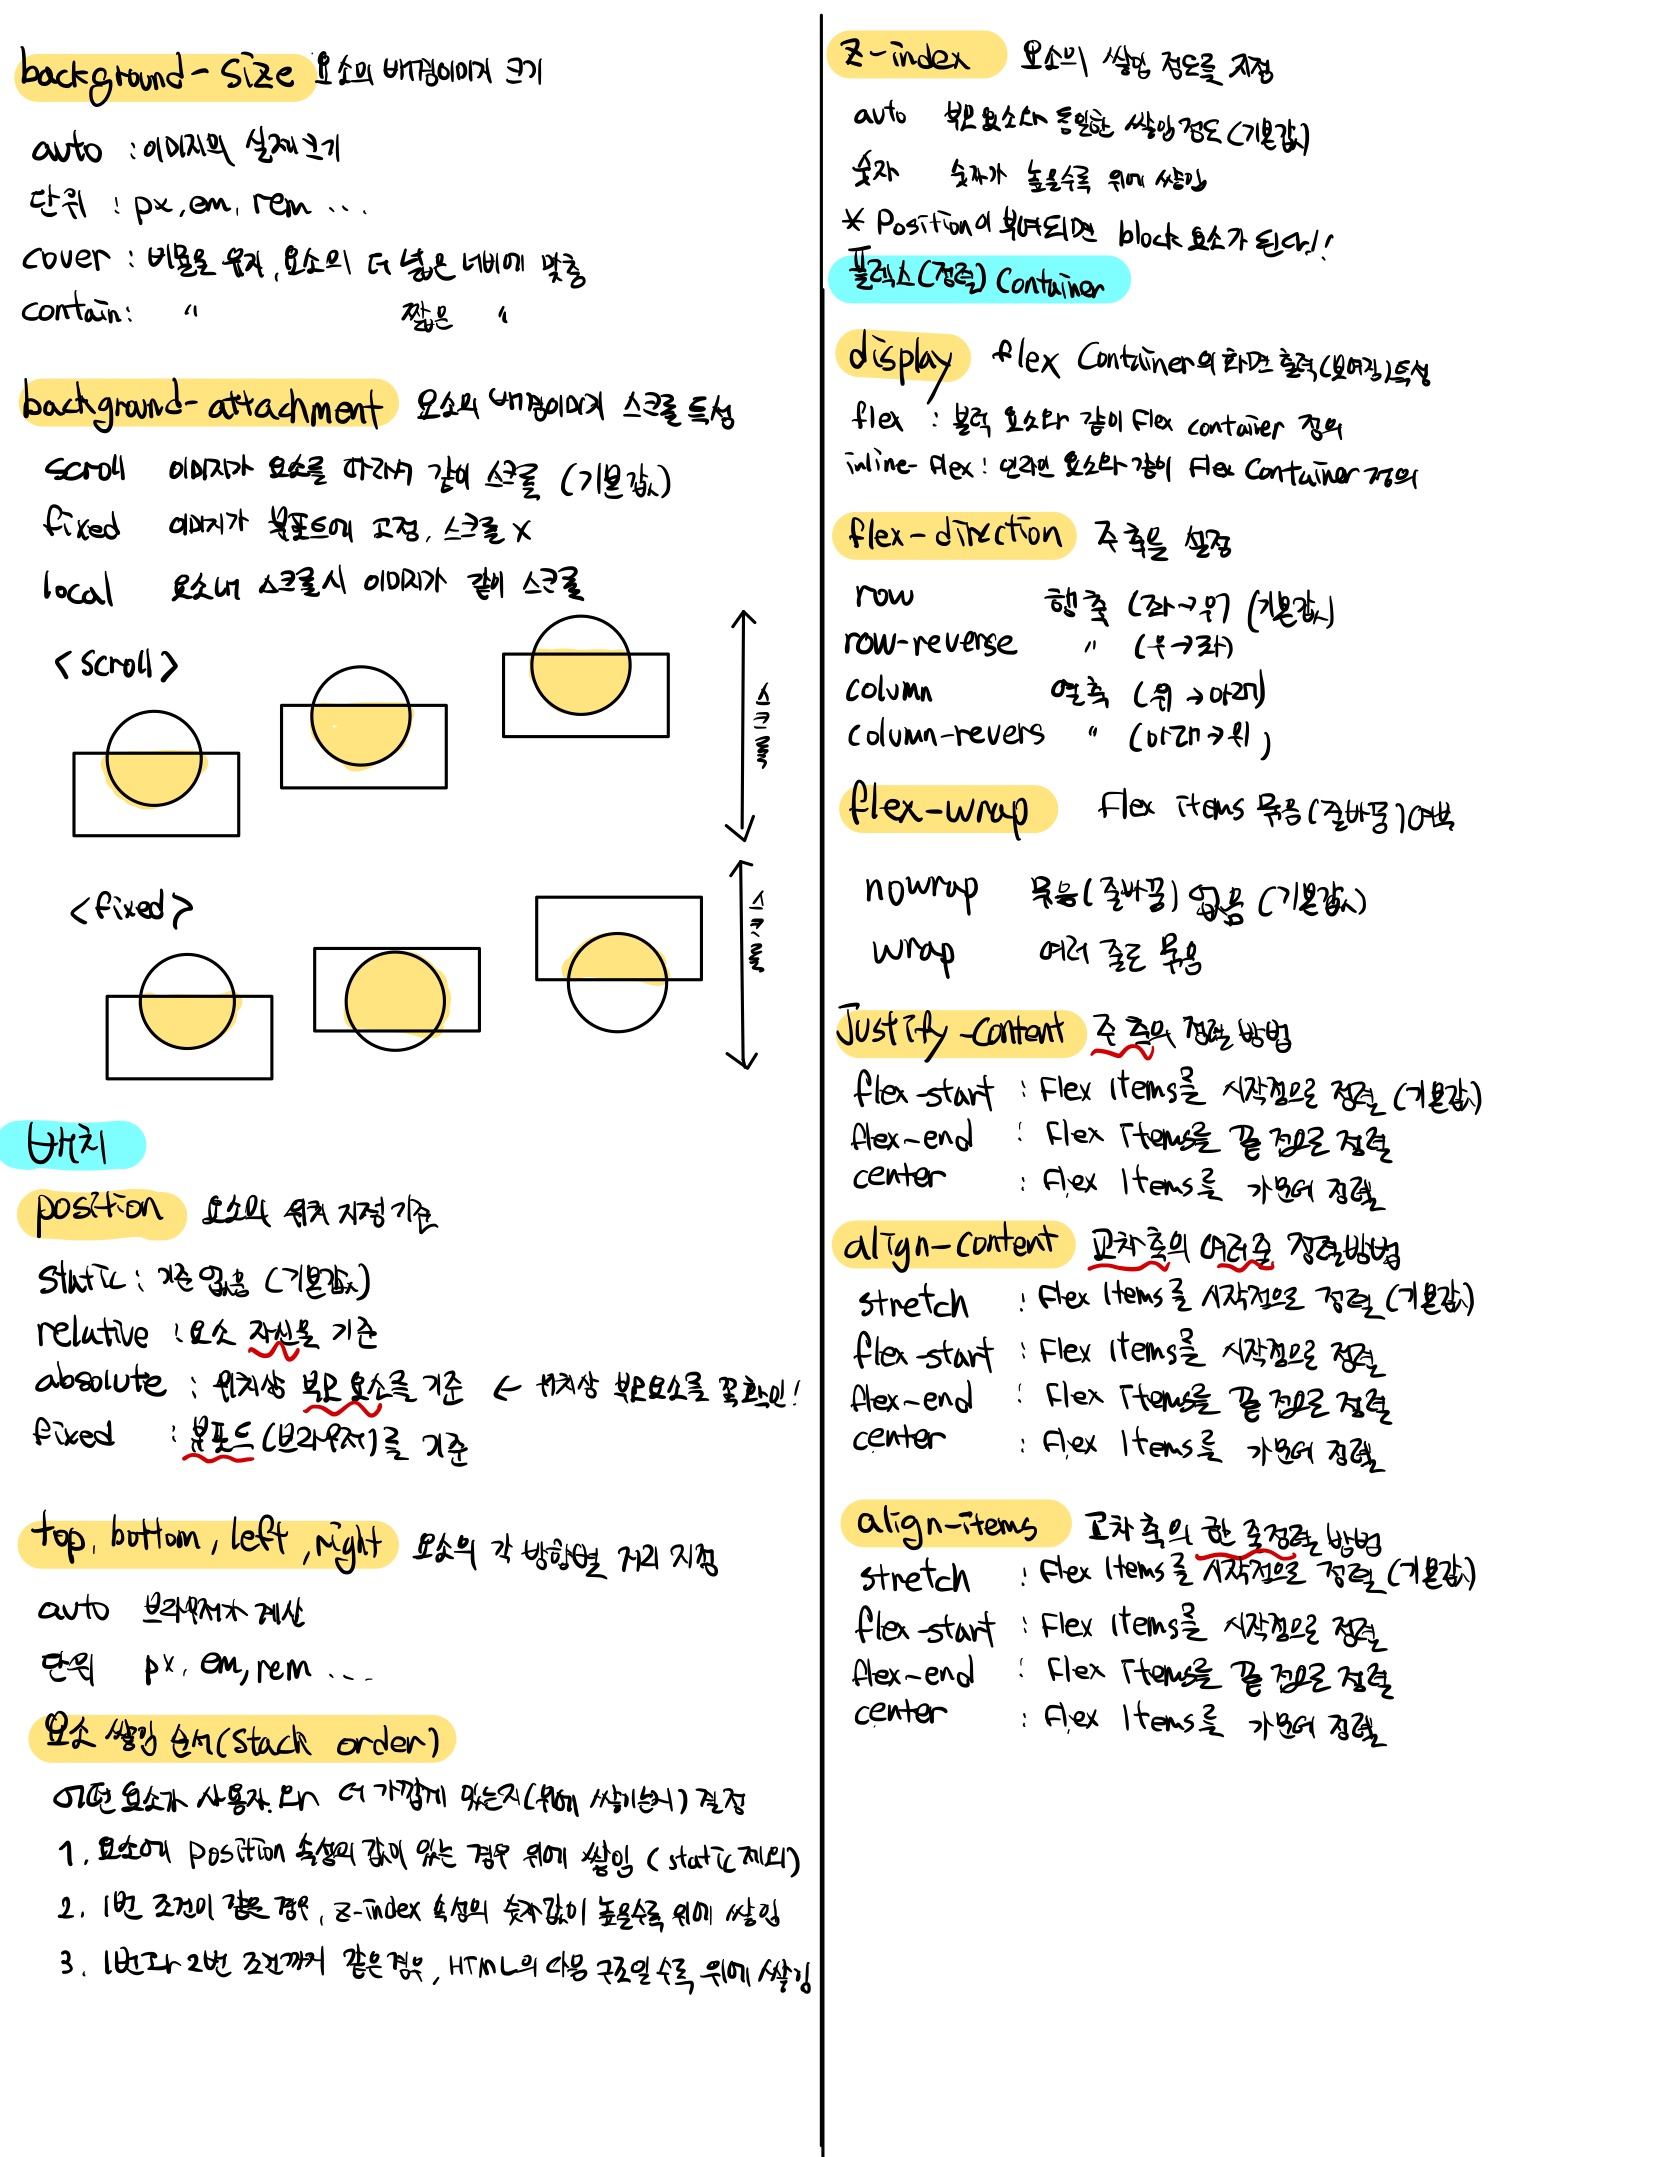 background-size 요소의 배경이미지 크기
auto : 이미지의 실제크기
단위 : px, em, rem ...
cover : 비율을 유지, 요소의 더 넓은 너비에 맞춤
contain : " 짧은 "
background-attachment 요소의 배경이미지 스크롤 특성
scroll 이미지가 요소를 따라서 같이 스크롤 (기본값)
fixed 이미지가 뷰포트에 고정, 스크롤 X
local 요소내 스크롤시 이미지가 같이 스크롤
<scroll>
스크롤
<fixed>
스크롤
배치
position 요소의 위치 지정 기준
static : 기준 없음 (기본값)
relative : 요소 자신을 기준
absolute : 위치상 부모 요소를 기준 ← 위치상 부모요소를 꼭 확인!
fixed : 뷰포트(브라우저)를 기준
top, bottom, left, right 요소의 각 방향별 거리 지정
auto 브라우저가 계산
단위 px, em, rem ...
요소 쌓임 순서(Stack order)
어떤 요소가 사용자와 더 가깝게 있는지(위에 쌓이는지) 결정
1. 요소에 position 속성의 값이 있는 경우 위에 쌓임 (static 제외)
2. 1번 조건이 같은 경우, z-index 속성의 숫자 값이 높을수록 위에 쌓임
3. 1번과 2번 조건까지 같은 경우, HTML의 다음 구조일 수록 위에 쌓임
z-index 요소의 쌓임 정도를 지정
auto 부모 요소와 동일한 쌓임 정도 (기본값)
숫자 숫자가 높을수록 위에 쌓임
* Position이 부여되면 block 요소가 된다!!
플렉스(정렬) Container
display flex Container의 화면 출력(보여짐) 특성
flex : 블럭 요소와 같이 Flex container 정의
inline-flex : 인라인 요소와 같이 Flex Container 정의
flex-direction 주 축을 설정
row 행 축 (좌→우) (기본값)
row-reverse " (우→좌)
column 열 축 (위→아래)
column-revers " (아래→위)
flex-wrap Flex items 묶음(줄바꿈) 여부
nowrap 묶음(줄바꿈) 없음 (기본값)
wrap 여러 줄로 묶음
Justify-content 주 축의 정렬 방법
flex-start : Flex Items를 시작점으로 정렬 (기본값)
flex-end : Flex Items를 끝 점으로 정렬
center : Flex Items를 가운데 정렬
align-content 교차 축의 여러 줄 정렬방법
stretch : Flex Items를 시작점으로 정렬 (기본값)
flex-start : Flex Items를 시작점으로 정렬
flex-end : Flex Items를 끝 점으로 정렬
center : Flex Items를 가운데 정렬
align-items 교차 축의 한 줄 정렬 방법
stretch : Flex Items를 시작점으로 정렬 (기본값)
flex-start : Flex Items를 시작점으로 정렬
flex-end : Flex Items를 끝 점으로 정렬
center : Flex Items를 가운데 정렬